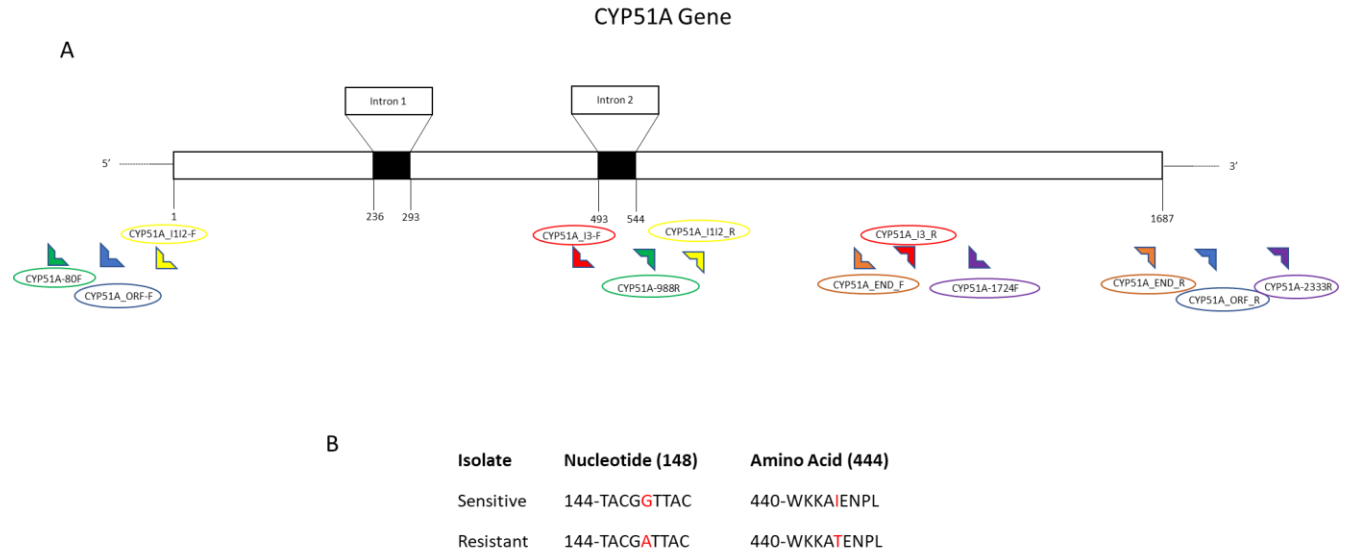 CYP51A Gene
A
Intron 1
Intron 2
5’
3’
1
236
293
493
544
1687
CYP51A_I1I2-F
CYP51A_I3-F
CYP51A_I1I2_R
CYP51A_I3_R
CYP51A-80F
CYP51A_ORF-F
CYP51A-988R
CYP51A_END_F
CYP51A-1724F
CYP51A_END_R
CYP51A_ORF_R
CYP51A-2333R
B
Isolate Nucleotide (148) Amino Acid (444)
Sensitive 144-TACGGTTAC 440-WKKAIENPL
Resistant 144-TACGATTAC 440-WKKATENPL